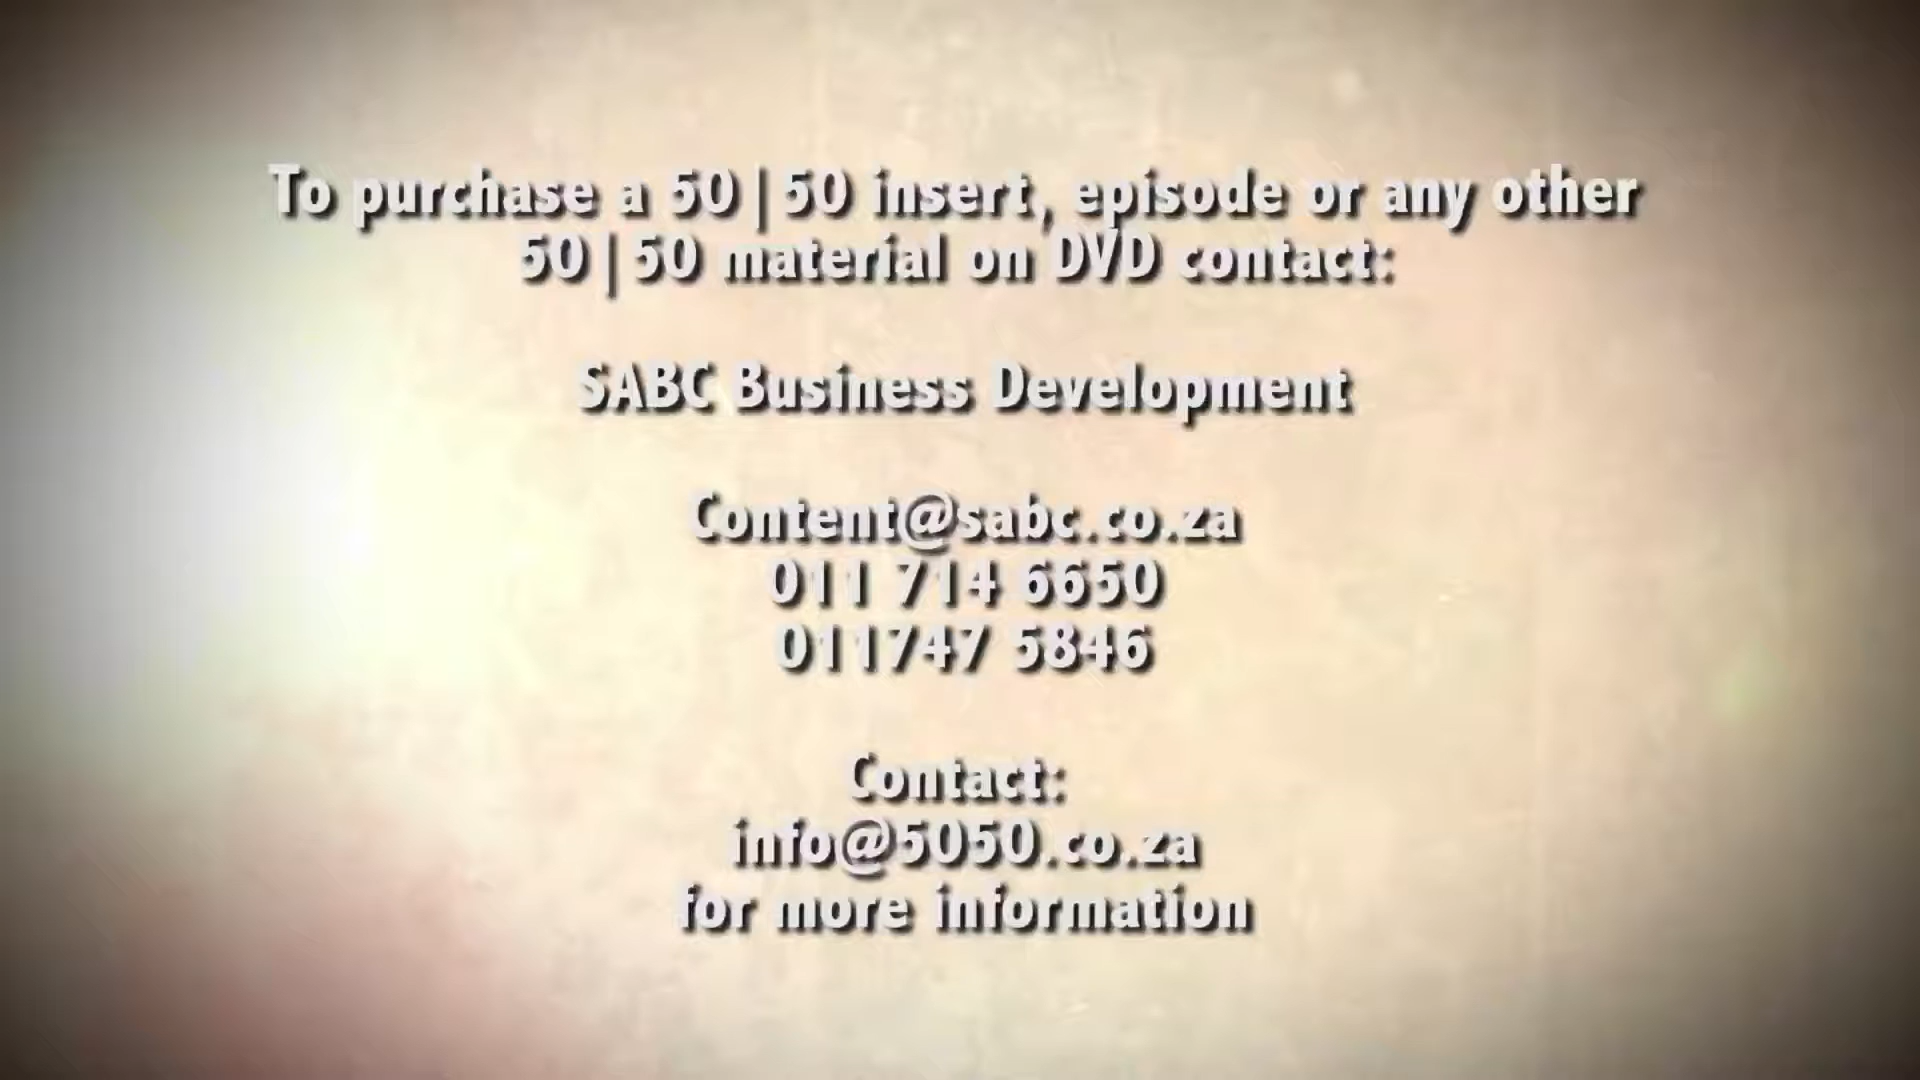 To purchase a 50|50 insert, episode or any other
50|50 material on DVD contact:
SABC Business Development
Content@sabc.co.za
011 714 6650
011747 5846
Contact:
info@5050.co.za
for more information